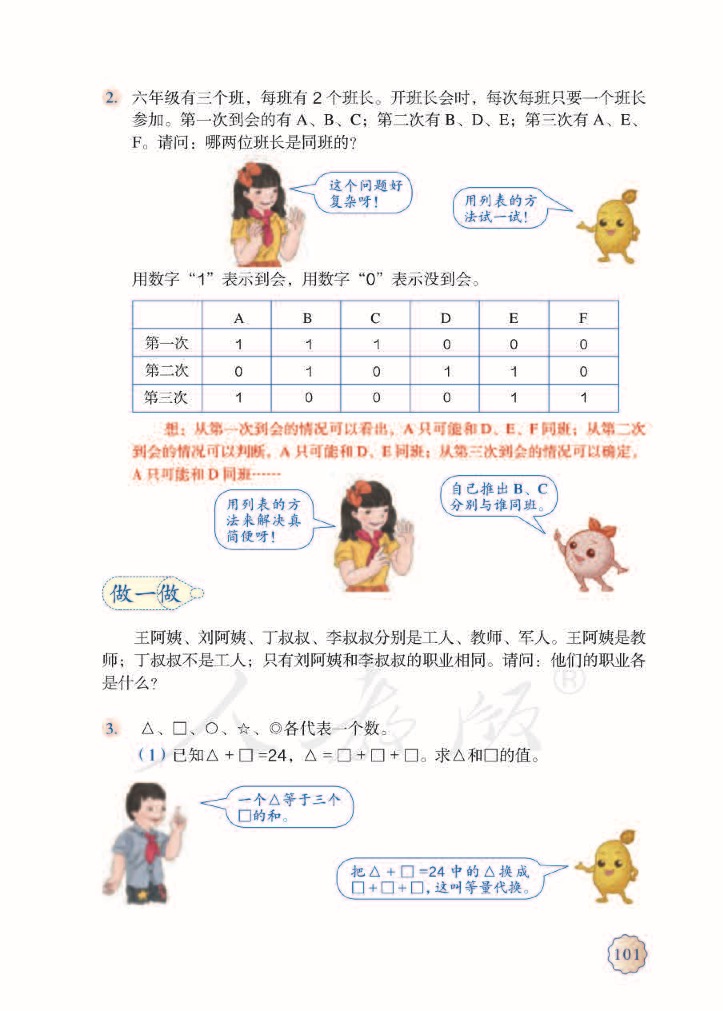 2. 六年级有三个班，每班有 2 个班长。开班长会时，每次每班只要一个班长
参加。第一次到会的有 A、B、C；第二次有 B、D、E；第三次有 A、E、
F。请问：哪两位班长是同班的？
这个问题好
复杂呀！
用列表的方
法试一试！
用数字“1”表示到会，用数字“0”表示没到会。
A B C D E F
第一次 1 1 1 0 0 0
第二次 0 1 0 1 1 0
第三次 1 0 0 0 1 1
想：从第一次到会的情况可以看出，A 只可能和 D、E、F 同班；从第二次
到会的情况可以判断，A 只可能和 D、E 同班；从第三次到会的情况可以确定，
A 只可能和 D 同班……
用列表的方
法来解决真
简便呀！
自己推出 B、C
分别与谁同班。
做一做
王阿姨、刘阿姨、丁叔叔、李叔叔分别是工人、教师、军人。王阿姨是教
师；丁叔叔不是工人；只有刘阿姨和李叔叔的职业相同。请问：他们的职业各
是什么？
人教版®
3. △、□、○、☆、◎各代表一个数。
（1）已知△＋□=24，△＝□＋□＋□。求△和□的值。
一个△等于三个
□的和。
把△＋□=24 中的△换成
□＋□＋□，这叫等量代换。
101